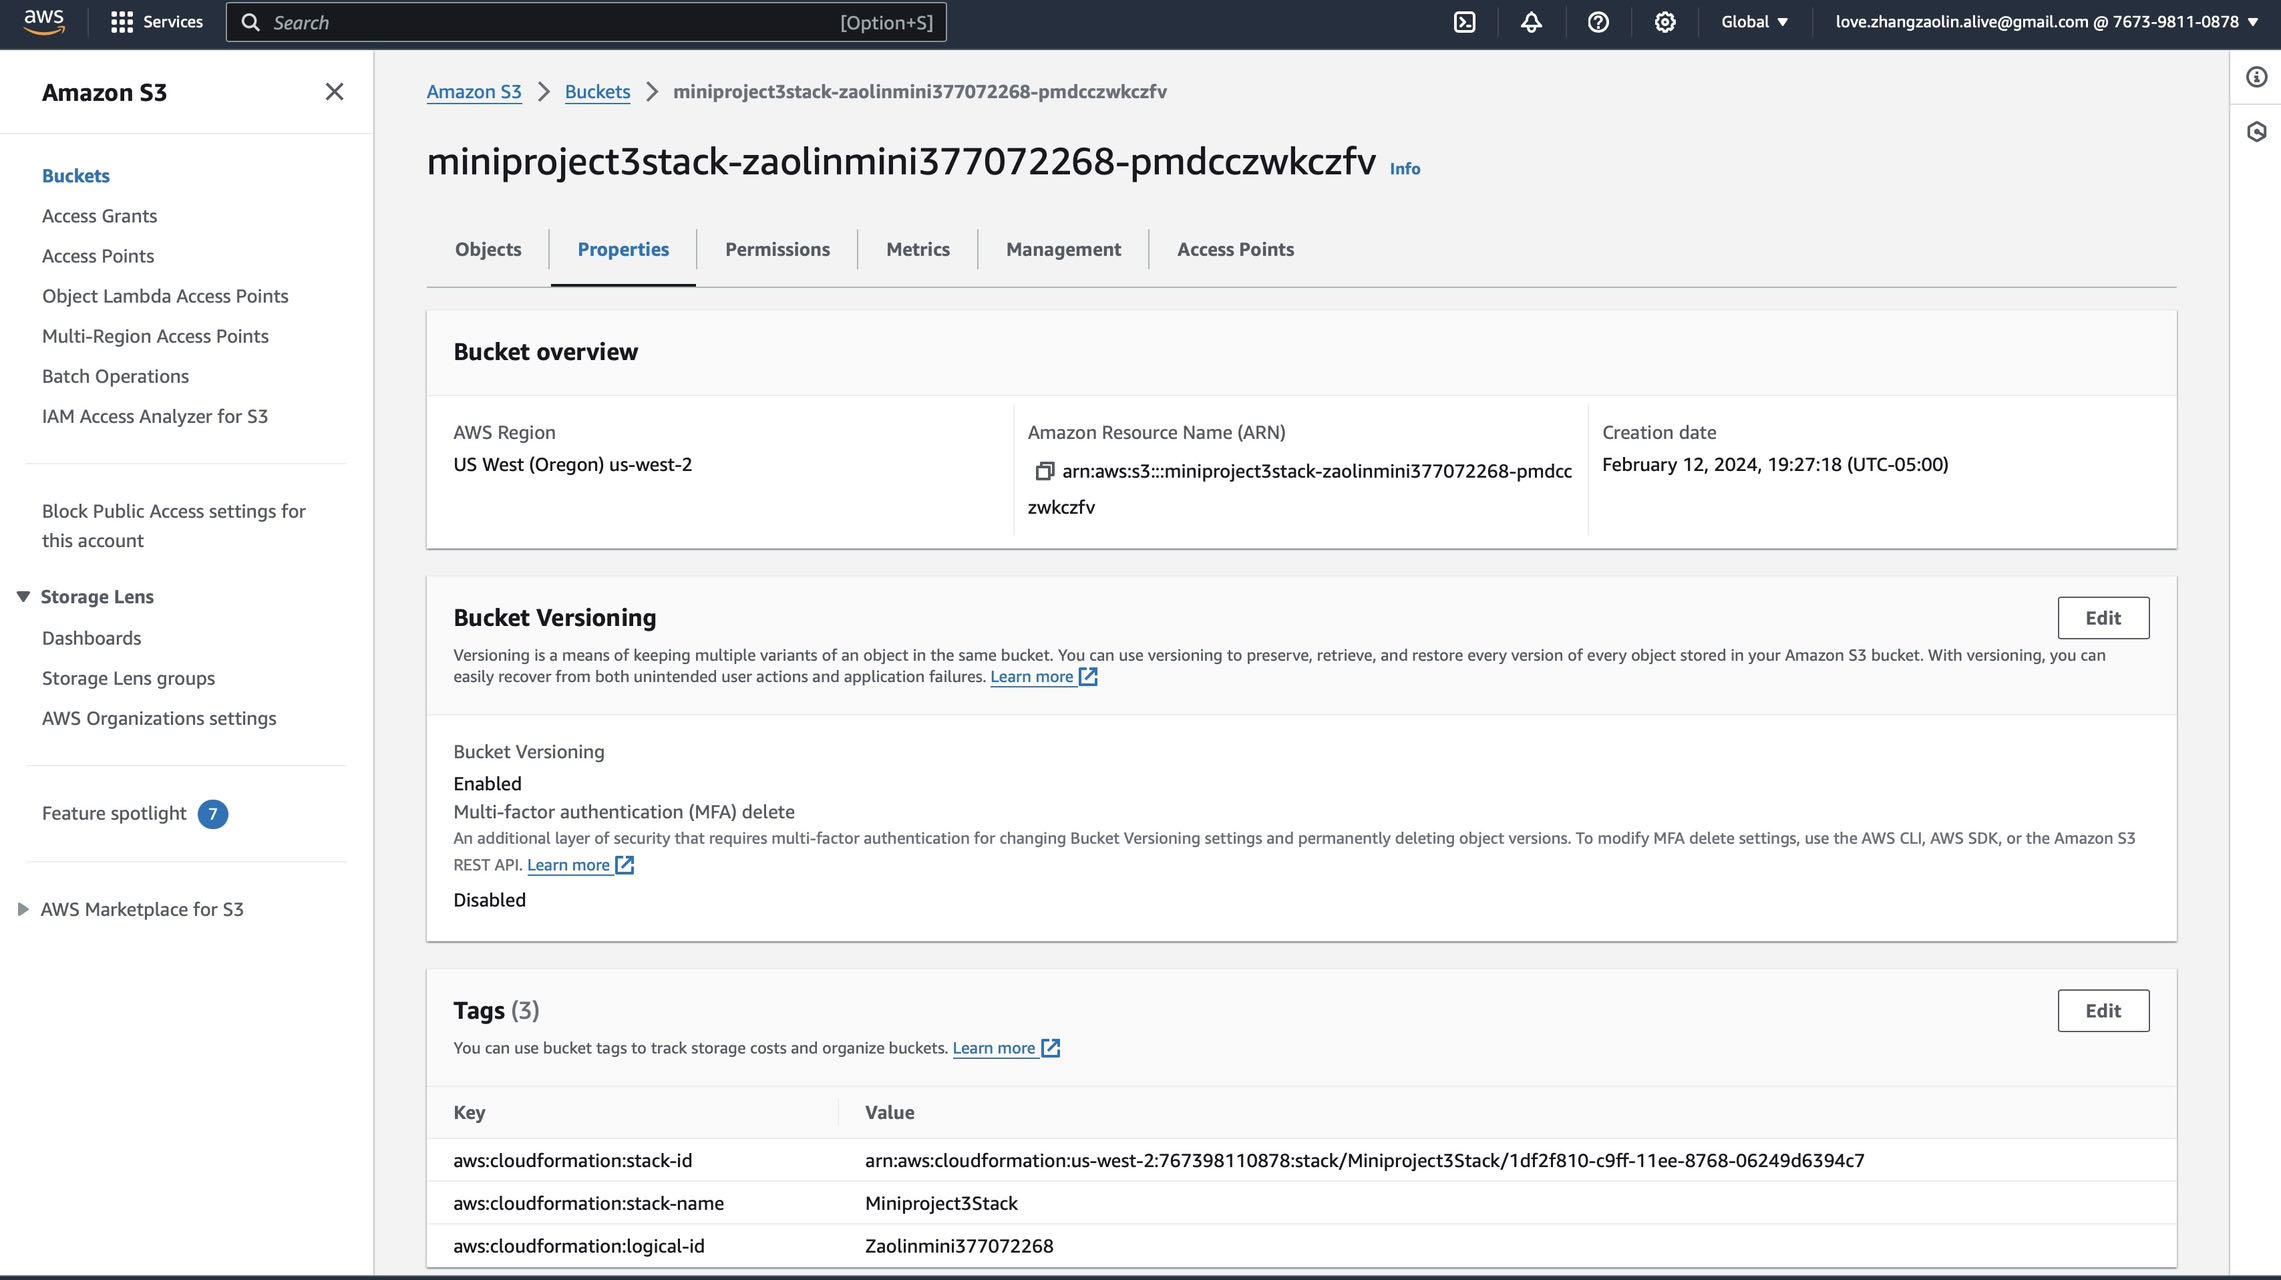 aws
Services
Search
[Option+S]
Global
love.zhangzaolin.alive@gmail.com @ 7673-9811-0878
Amazon S3
Buckets
Access Grants
Access Points
Object Lambda Access Points
Multi-Region Access Points
Batch Operations
IAM Access Analyzer for S3
Block Public Access settings for
this account
Storage Lens
Dashboards
Storage Lens groups
AWS Organizations settings
Feature spotlight 7
AWS Marketplace for S3
Amazon S3 > Buckets > miniproject3stack-zaolinmini377072268-pmdcczwkczfv
miniproject3stack-zaolinmini377072268-pmdcczwkczfv Info
Objects
Properties
Permissions
Metrics
Management
Access Points
Bucket overview
AWS Region
US West (Oregon) us-west-2
Amazon Resource Name (ARN)
arn:aws:s3:::miniproject3stack-zaolinmini377072268-pmdcc
zwkczfv
Creation date
February 12, 2024, 19:27:18 (UTC-05:00)
Bucket Versioning
Edit
Versioning is a means of keeping multiple variants of an object in the same bucket. You can use versioning to preserve, retrieve, and restore every version of every object stored in your Amazon S3 bucket. With versioning, you can
easily recover from both unintended user actions and application failures. Learn more
Bucket Versioning
Enabled
Multi-factor authentication (MFA) delete
An additional layer of security that requires multi-factor authentication for changing Bucket Versioning settings and permanently deleting object versions. To modify MFA delete settings, use the AWS CLI, AWS SDK, or the Amazon S3
REST API. Learn more
Disabled
Tags (3)
Edit
You can use bucket tags to track storage costs and organize buckets. Learn more
Key
Value
aws:cloudformation:stack-id
arn:aws:cloudformation:us-west-2:767398110878:stack/Miniproject3Stack/1df2f810-c9ff-11ee-8768-06249d6394c7
aws:cloudformation:stack-name
Miniproject3Stack
aws:cloudformation:logical-id
Zaolinmini377072268